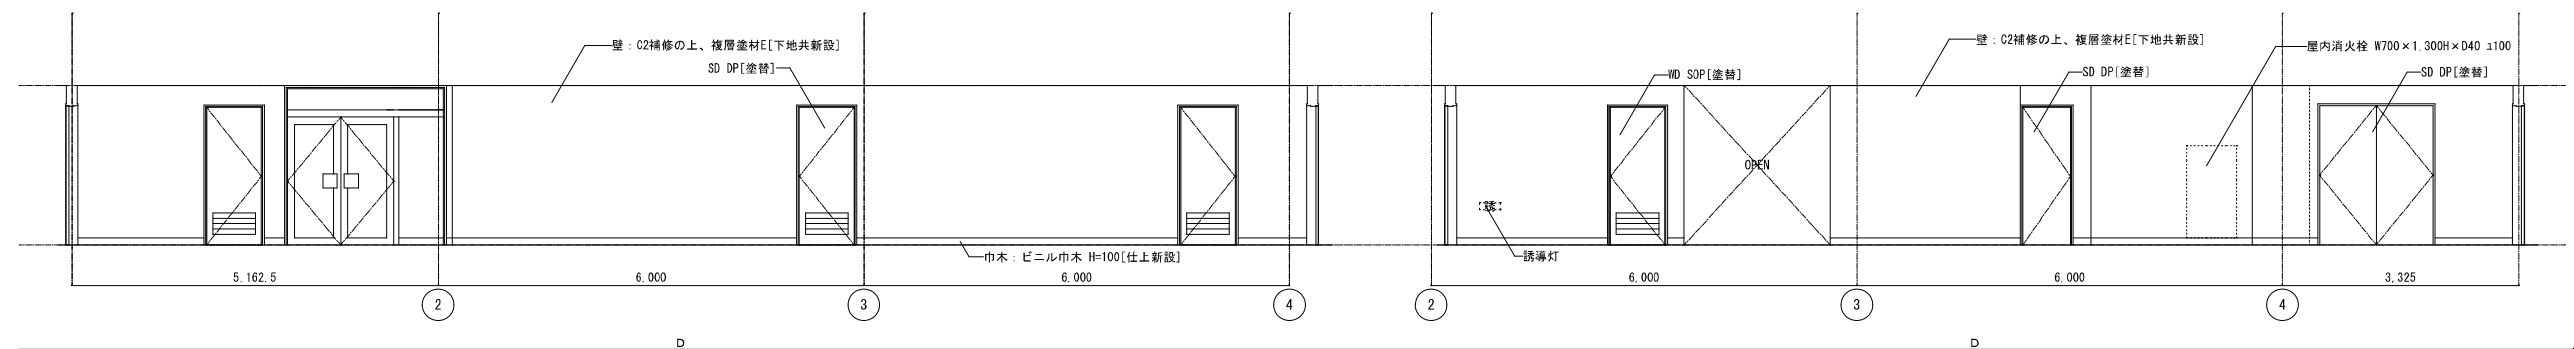 壁：C2補修の上、複層塗材E[下地共新設]
SD DP[塗替]
巾木：ビニル巾木 H=100[仕上新設]
5,162.5
6,000
6,000
2
3
4
D
壁：C2補修の上、複層塗材E[下地共新設]
屋内消火栓 W700×1,300H×D40 ｺ100
WD SOP[塗替]
SD DP[塗替]
SD DP[塗替]
OPEN
誘
誘導灯
6,000
6,000
3,325
2
3
4
D